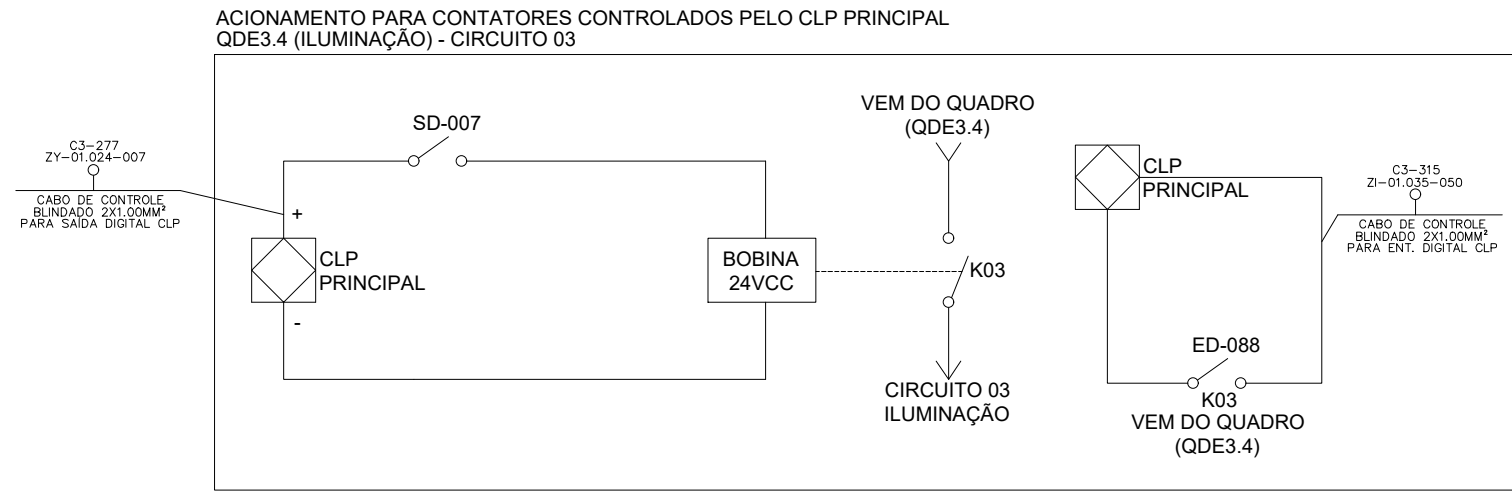 ACIONAMENTO PARA CONTATORES CONTROLADOS PELO CLP PRINCIPAL
QDE3.4 (ILUMINAÇÃO) - CIRCUITO 03
C3-277
ZY-01.024-007
CABO DE CONTROLE
BLINDADO 2X1.00MM²
PARA SAÍDA DIGITAL CLP
SD-007
+
CLP
PRINCIPAL
-
BOBINA
24VCC
VEM DO QUADRO
(QDE3.4)
K03
CIRCUITO 03
ILUMINAÇÃO
CLP
PRINCIPAL
ED-088
K03
VEM DO QUADRO
(QDE3.4)
C3-315
ZI-01.035-050
CABO DE CONTROLE
BLINDADO 2X1.00MM²
PARA ENT. DIGITAL CLP